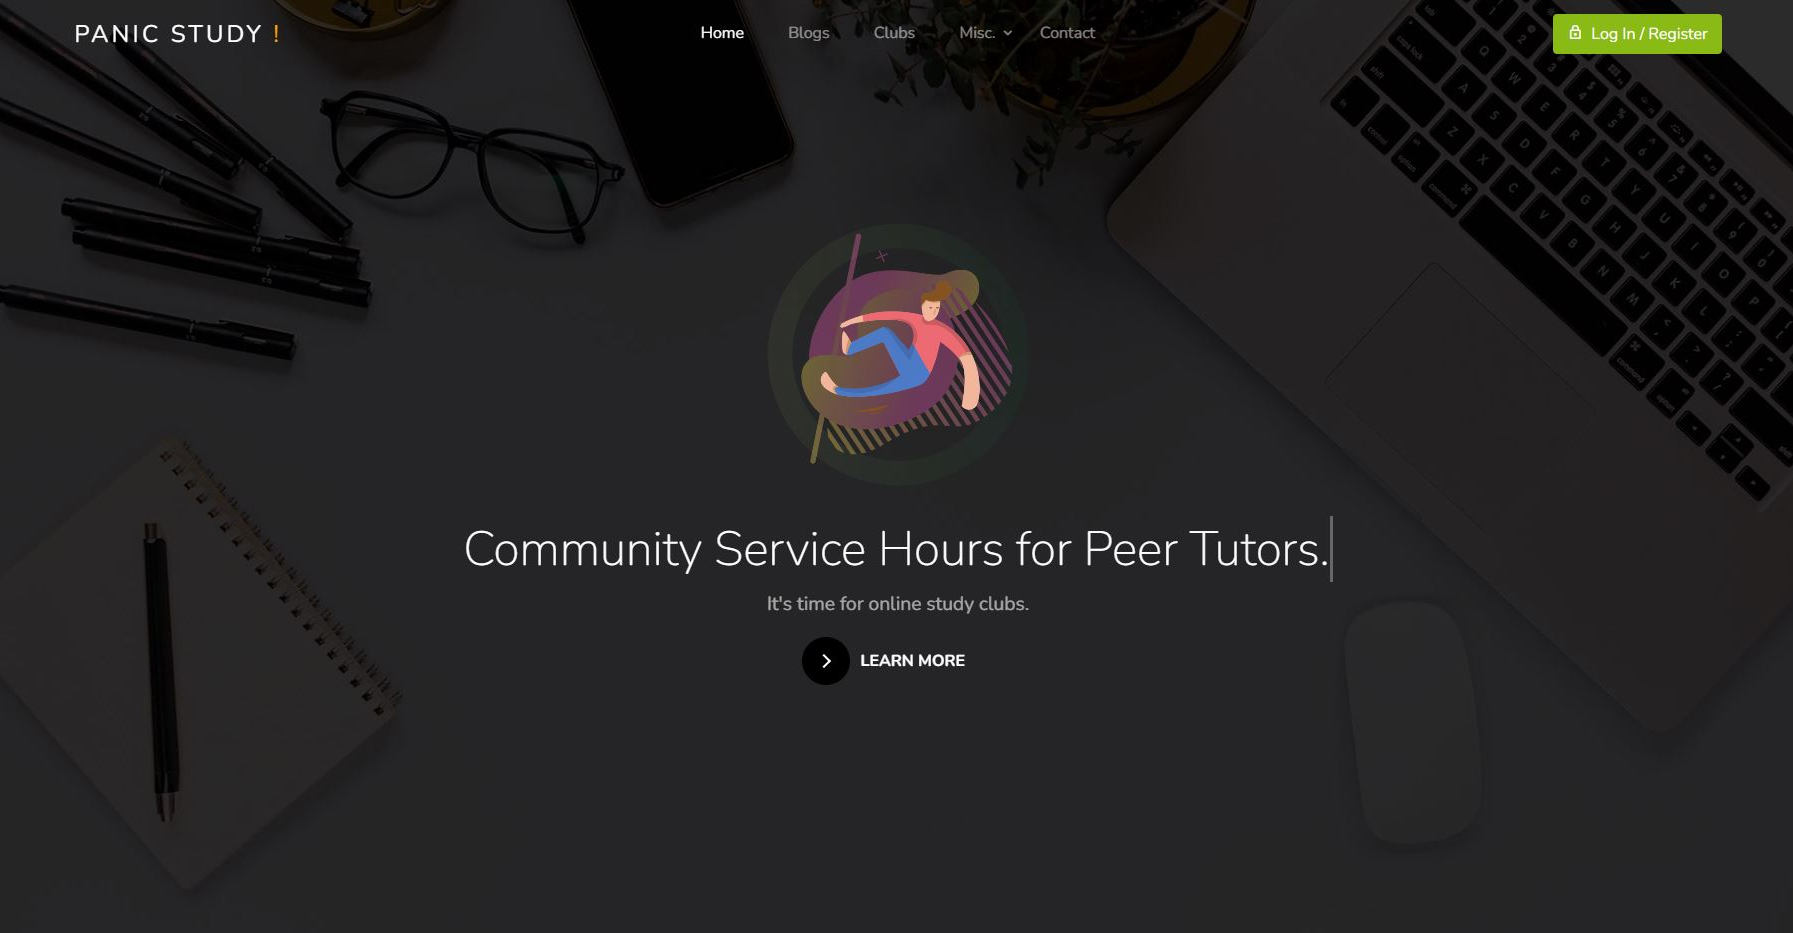 PANIC STUDY !
Home
Blogs
Clubs
Misc.
Contact
Log In / Register
Community Service Hours for Peer Tutors.
It's time for online study clubs.
LEARN MORE